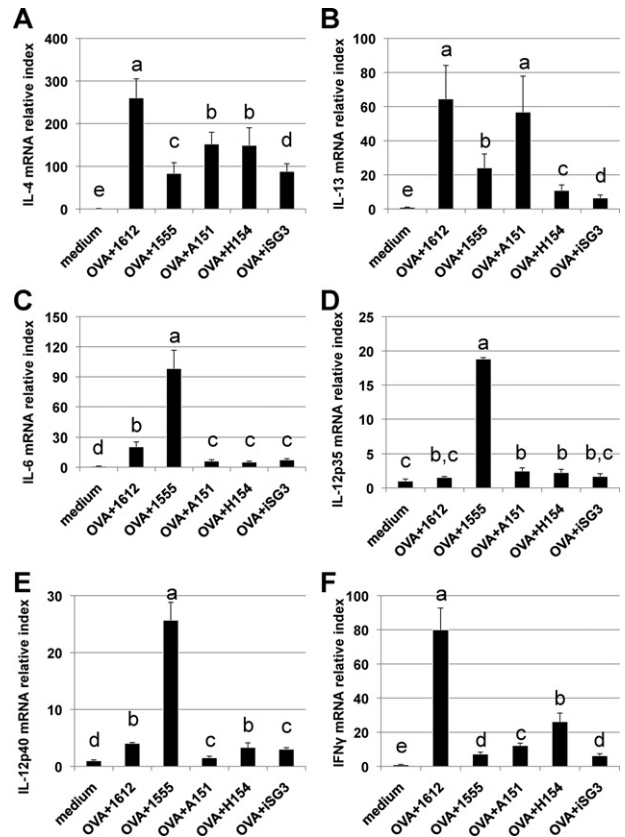 A
IL-4 mRNA relative index
400
300
200
100
0
e
a
c
b
b
d
medium
OVA+1612
OVA+1555
OVA+A151
OVA+H154
OVA+iSG3
B
IL-13 mRNA relative index
100
80
60
40
20
0
e
a
b
a
c
d
medium
OVA+1612
OVA+1555
OVA+A151
OVA+H154
OVA+iSG3
C
IL-6 mRNA relative index
150
120
90
60
30
0
d
b
a
c
c
c
medium
OVA+1612
OVA+1555
OVA+A151
OVA+H154
OVA+iSG3
D
IL-12p35 mRNA relative index
25
20
15
10
5
0
c
b,c
a
b
b
b,c
medium
OVA+1612
OVA+1555
OVA+A151
OVA+H154
OVA+iSG3
E
IL-12p40 mRNA relative index
30
20
10
0
d
b
a
c
b
c
medium
OVA+1612
OVA+1555
OVA+A151
OVA+H154
OVA+iSG3
F
IFNγ mRNA relative index
100
80
60
40
20
0
e
a
d
c
b
d
medium
OVA+1612
OVA+1555
OVA+A151
OVA+H154
OVA+iSG3